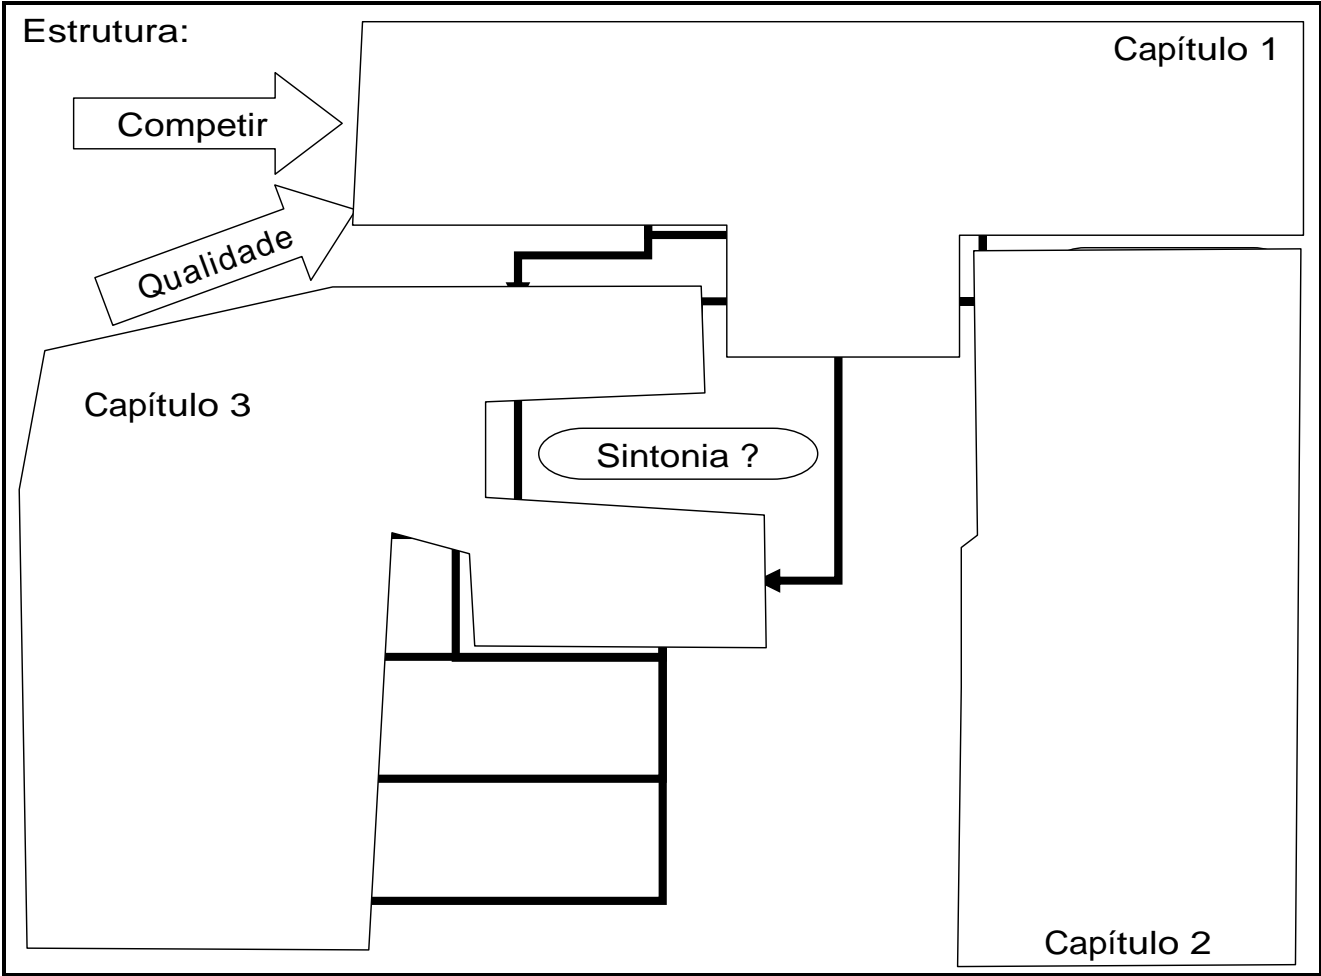 Estrutura:
Capítulo 1
Competir
Qualidade
Capítulo 3
Sintonia ?
Capítulo 2